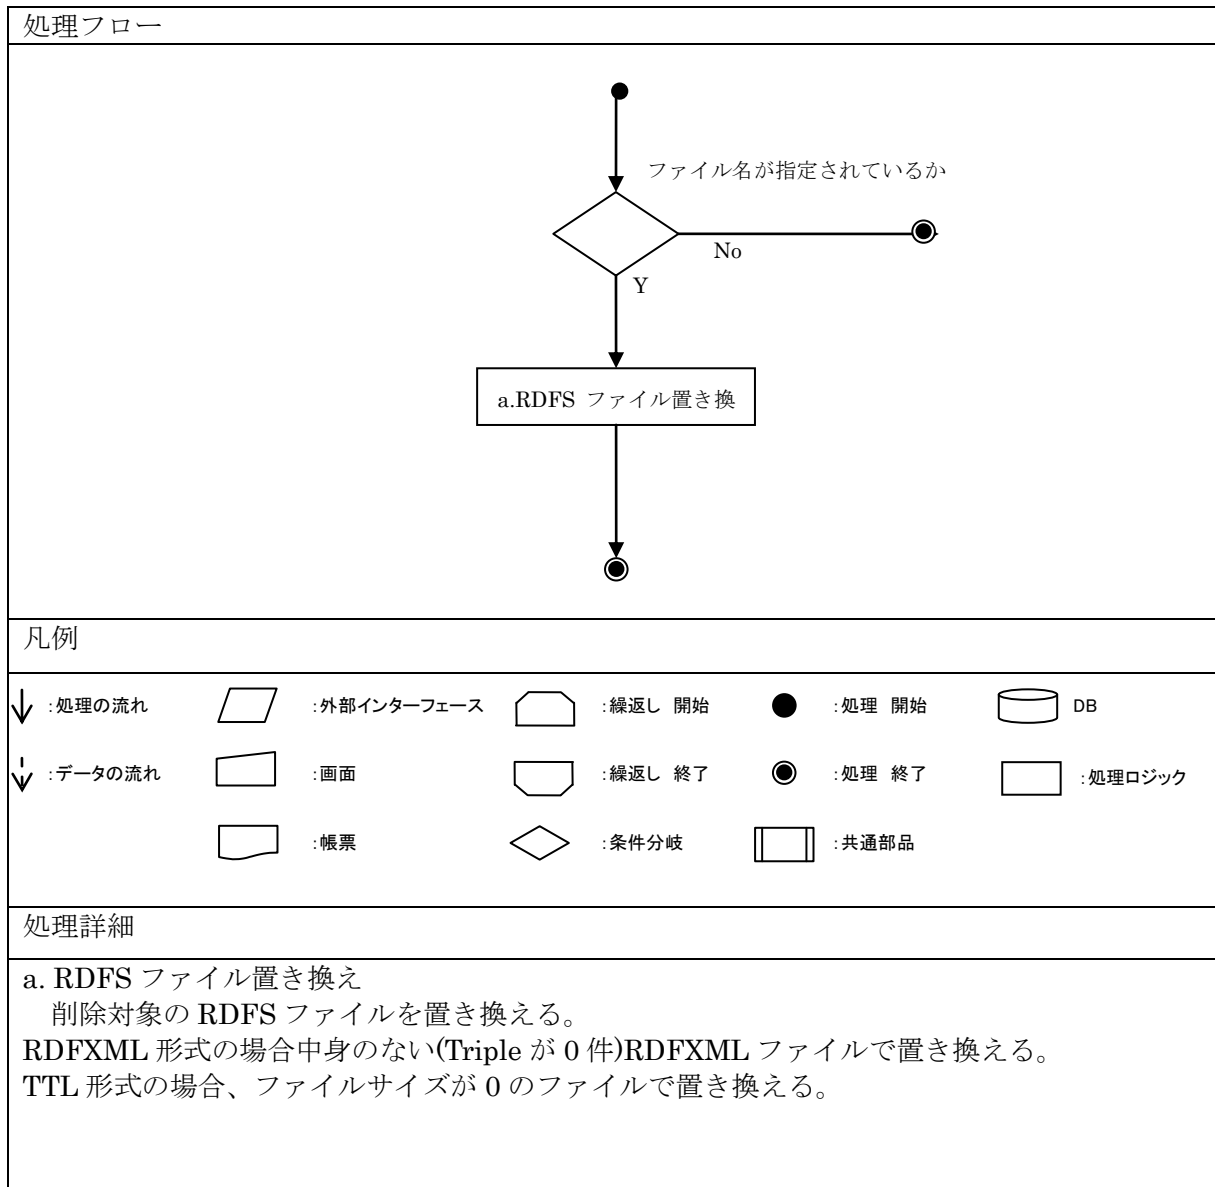 処理フロー
ファイル名が指定されているか
No
Y
a.RDFS ファイル置き換
凡例
:処理の流れ
:外部インターフェース
:繰返し 開始
:処理 開始
DB
:データの流れ
:画面
:繰返し 終了
:処理 終了
:処理ロジック
:帳票
:条件分岐
:共通部品
処理詳細
a. RDFS ファイル置き換え
削除対象の RDFS ファイルを置き換える。
RDFXML 形式の場合中身のない(Triple が 0 件)RDFXML ファイルで置き換える。
TTL 形式の場合、ファイルサイズが 0 のファイルで置き換える。